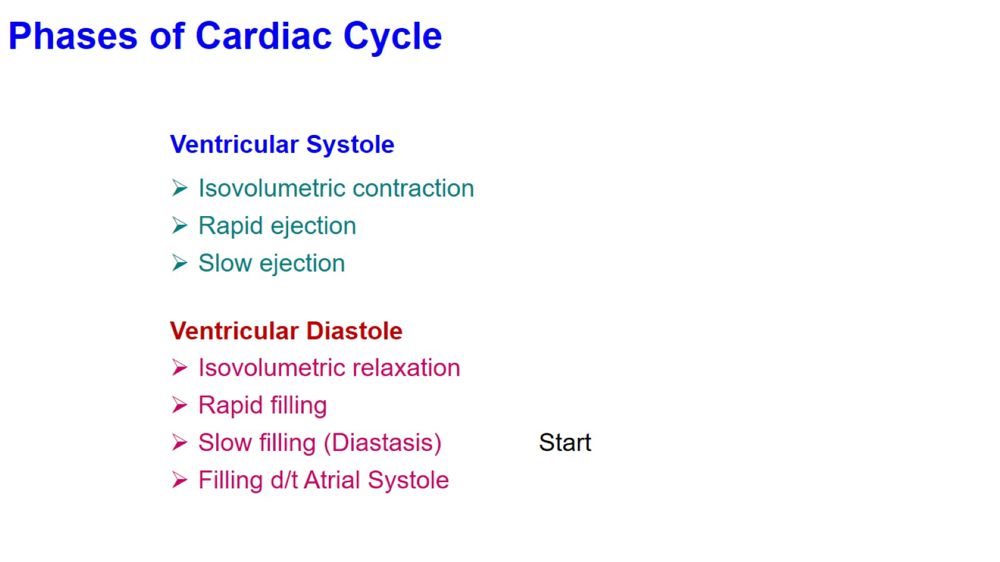 Phases of Cardiac Cycle
Ventricular Systole
➢ Isovolumetric contraction
➢ Rapid ejection
➢ Slow ejection
Ventricular Diastole
➢ Isovolumetric relaxation
➢ Rapid filling
➢ Slow filling (Diastasis) Start
➢ Filling d/t Atrial Systole